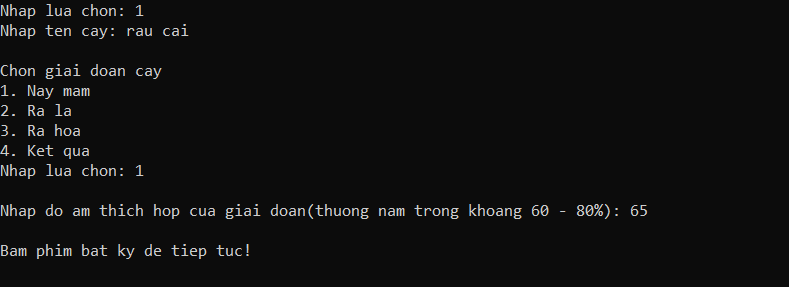 Nhap lua chon: 1
Nhap ten cay: rau cai
Chon giai doan cay
1. Nay mam
2. Ra la
3. Ra hoa
4. Ket qua
Nhap lua chon: 1
Nhap do am thich hop cua giai doan(thuong nam trong khoang 60 - 80%): 65
Bam phim bat ky de tiep tuc!